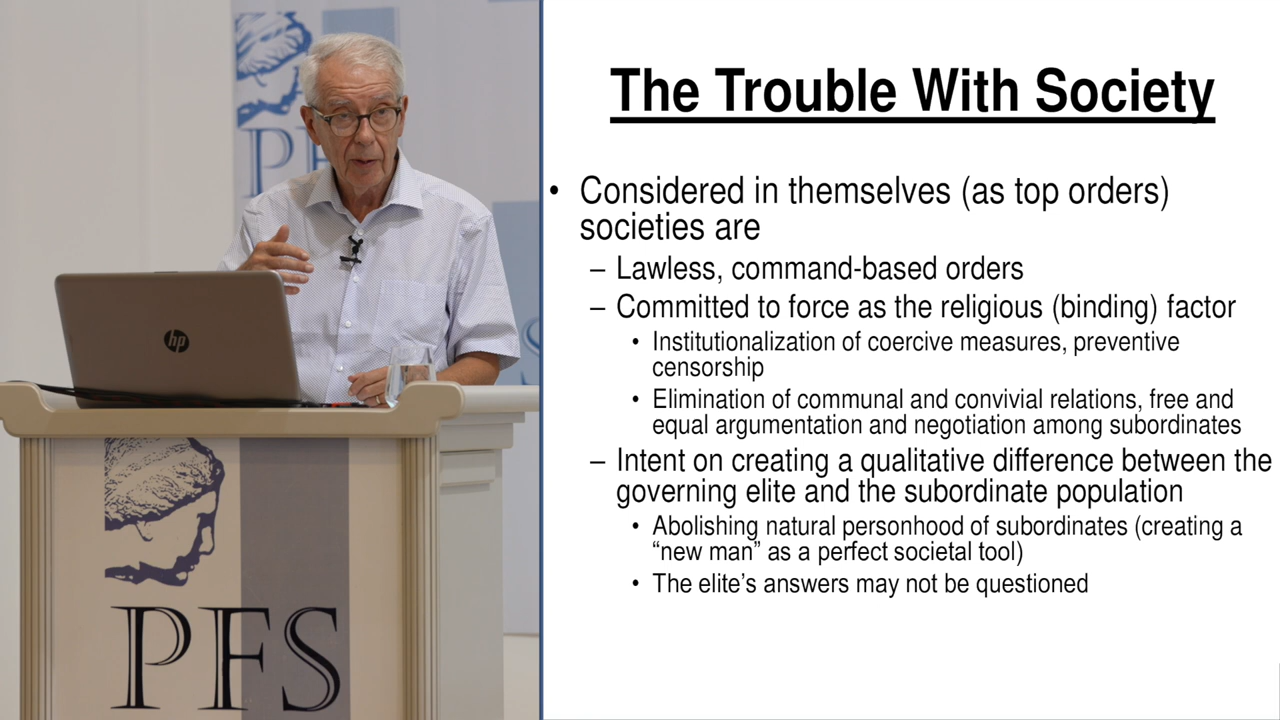 PF
hp
PFS
The Trouble With Society
• Considered in themselves (as top orders)
societies are
– Lawless, command-based orders
– Committed to force as the religious (binding) factor
• Institutionalization of coercive measures, preventive
censorship
• Elimination of communal and convivial relations, free and
equal argumentation and negotiation among subordinates
– Intent on creating a qualitative difference between the
governing elite and the subordinate population
• Abolishing natural personhood of subordinates (creating a
“new man” as a perfect societal tool)
• The elite’s answers may not be questioned